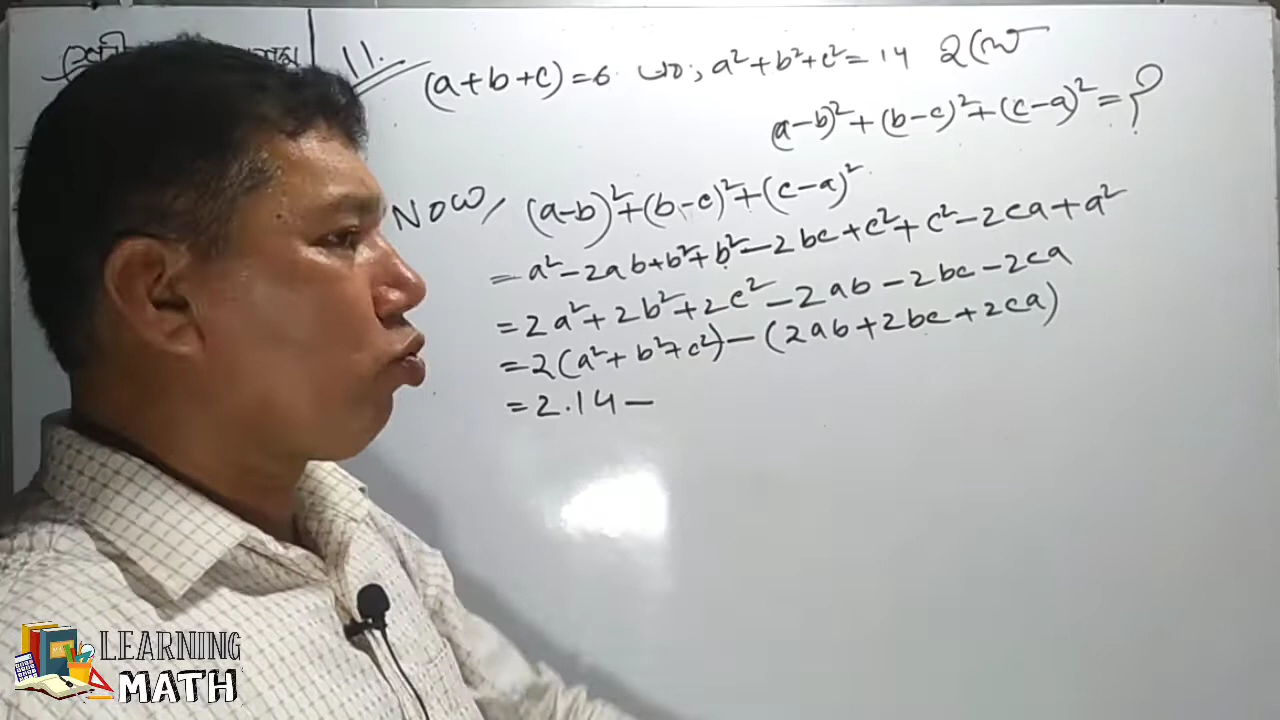 11. (a+b+c)=6 এবং, a²+b²+c²=14 হলে
(a-b)²+(b-c)²+(c-a)²=?
Now, (a-b)²+(b-c)²+(c-a)²
=a²-2ab+b²+b²-2bc+c²+c²-2ca+a²
=2a²+2b²+2c²-2ab-2bc-2ca
=2(a²+b²+c²)-(2ab+2bc+2ca)
=2.14-
LEARNING
MATH